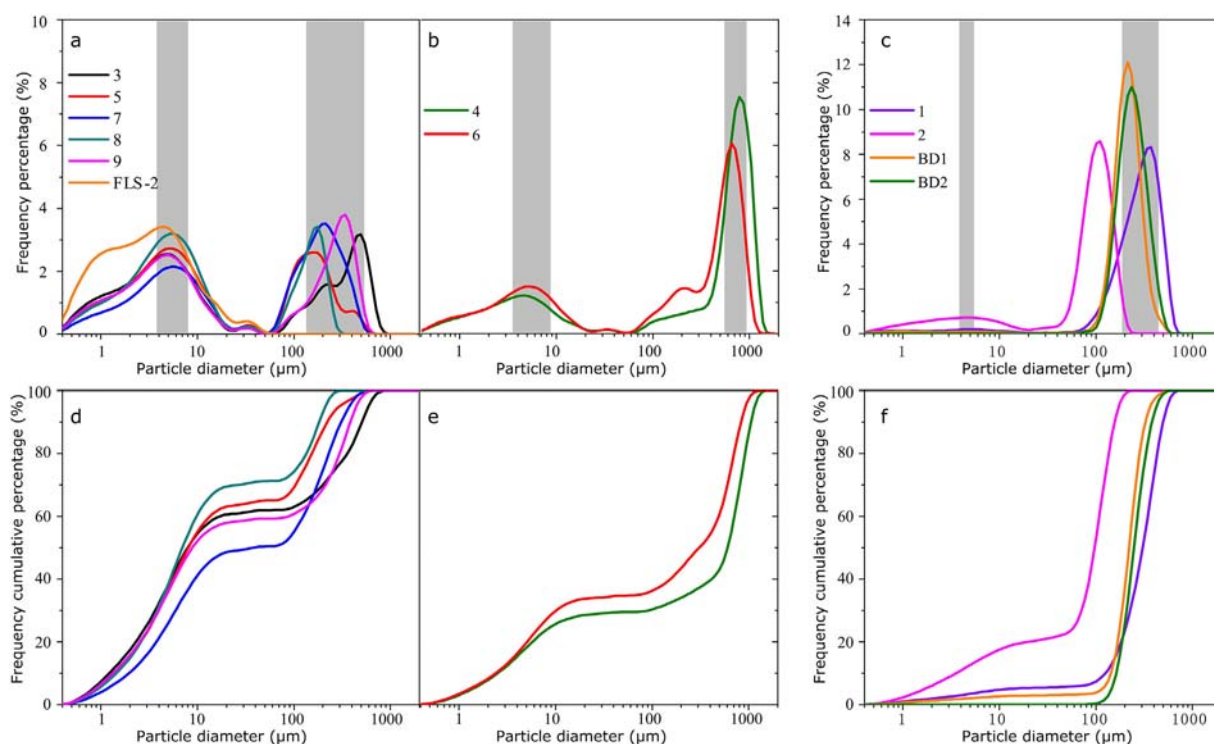 a
3
5
7
8
9
FLS-2
Frequency percentage (%)
10
8
6
4
2
0
1 10 100 1000
Particle diameter (µm)
b
4
6
1 10 100 1000
Particle diameter (µm)
c
1
2
BD1
BD2
Frequency percentage (%)
14
12
10
8
6
4
2
0
1 10 100 1000
Particle diameter (µm)
d
Frequency cumulative percentage (%)
100
80
60
40
20
0
1 10 100 1000
Particle diameter (µm)
e
1 10 100 1000
Particle diameter (µm)
f
Frequency cumulative percentage (%)
100
80
60
40
20
0
1 10 100 1000
Particle diameter (µm)